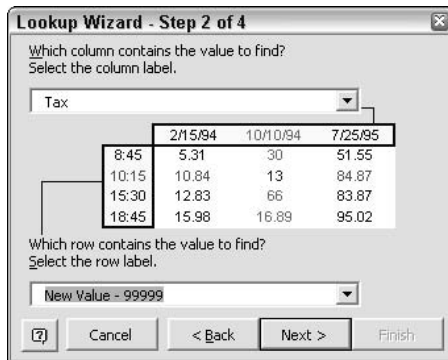 Lookup Wizard - Step 2 of 4
Which column contains the value to find?
Select the column label.
Tax
2/15/94 10/10/94 7/25/95
8:45 5.31 30 51.55
10:15 10.84 13 84.87
15:30 12.83 66 83.87
18:45 15.98 16.89 95.02
Which row contains the value to find?
Select the row label.
New Value - 99999
? Cancel < Back Next > Finish